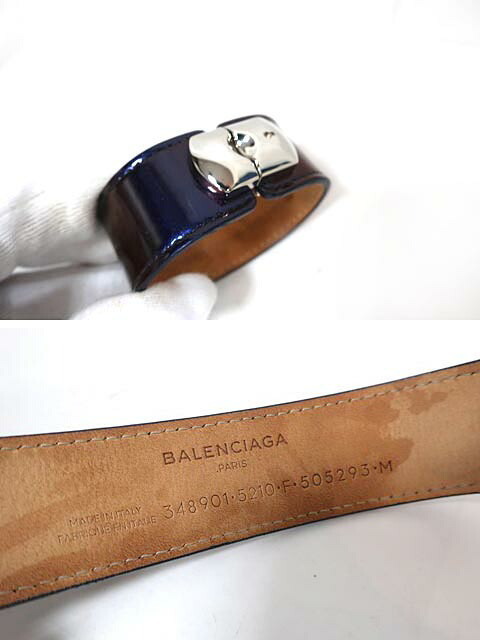 BALENCIAGA
PARIS
MADE IN ITALY
FABRIQUÉ EN ITALIE
348901·5210·F·505293·M